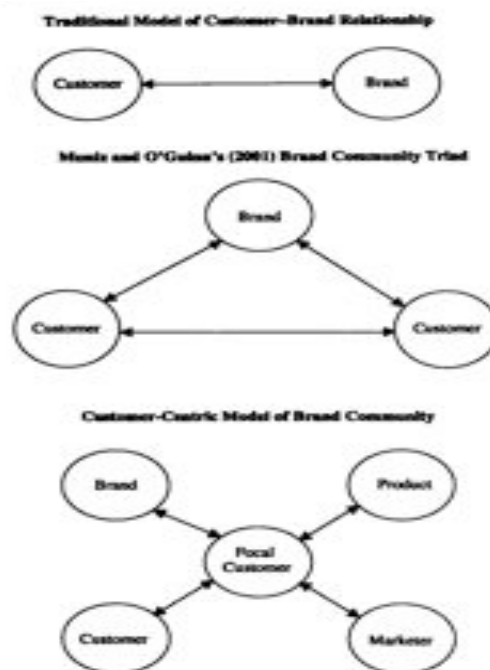 Traditional Model of Customer–Brand Relationship
Customer
Brand
Muniz and O'Guinn's (2001) Brand Community Triad
Brand
Customer
Customer
Customer-Centric Model of Brand Community
Brand
Product
Focal
Customer
Customer
Marketer